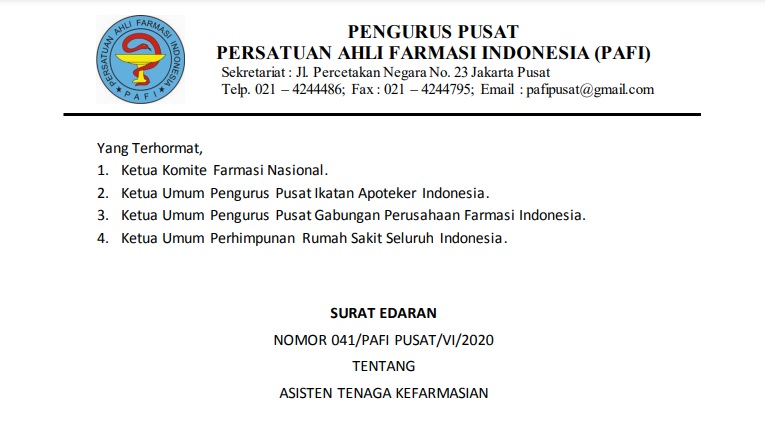 PERSATUAN AHLI FARMASI INDONESIA
PAFI
PENGURUS PUSAT
PERSATUAN AHLI FARMASI INDONESIA (PAFI)
Sekretariat : Jl. Percetakan Negara No. 23 Jakarta Pusat
Telp. 021 – 4244486; Fax : 021 – 4244795; Email : pafipusat@gmail.com
Yang Terhormat,
1. Ketua Komite Farmasi Nasional.
2. Ketua Umum Pengurus Pusat Ikatan Apoteker Indonesia.
3. Ketua Umum Pengurus Pusat Gabungan Perusahaan Farmasi Indonesia.
4. Ketua Umum Perhimpunan Rumah Sakit Seluruh Indonesia.
SURAT EDARAN
NOMOR 041/PAFI PUSAT/VI/2020
TENTANG
ASISTEN TENAGA KEFARMASIAN